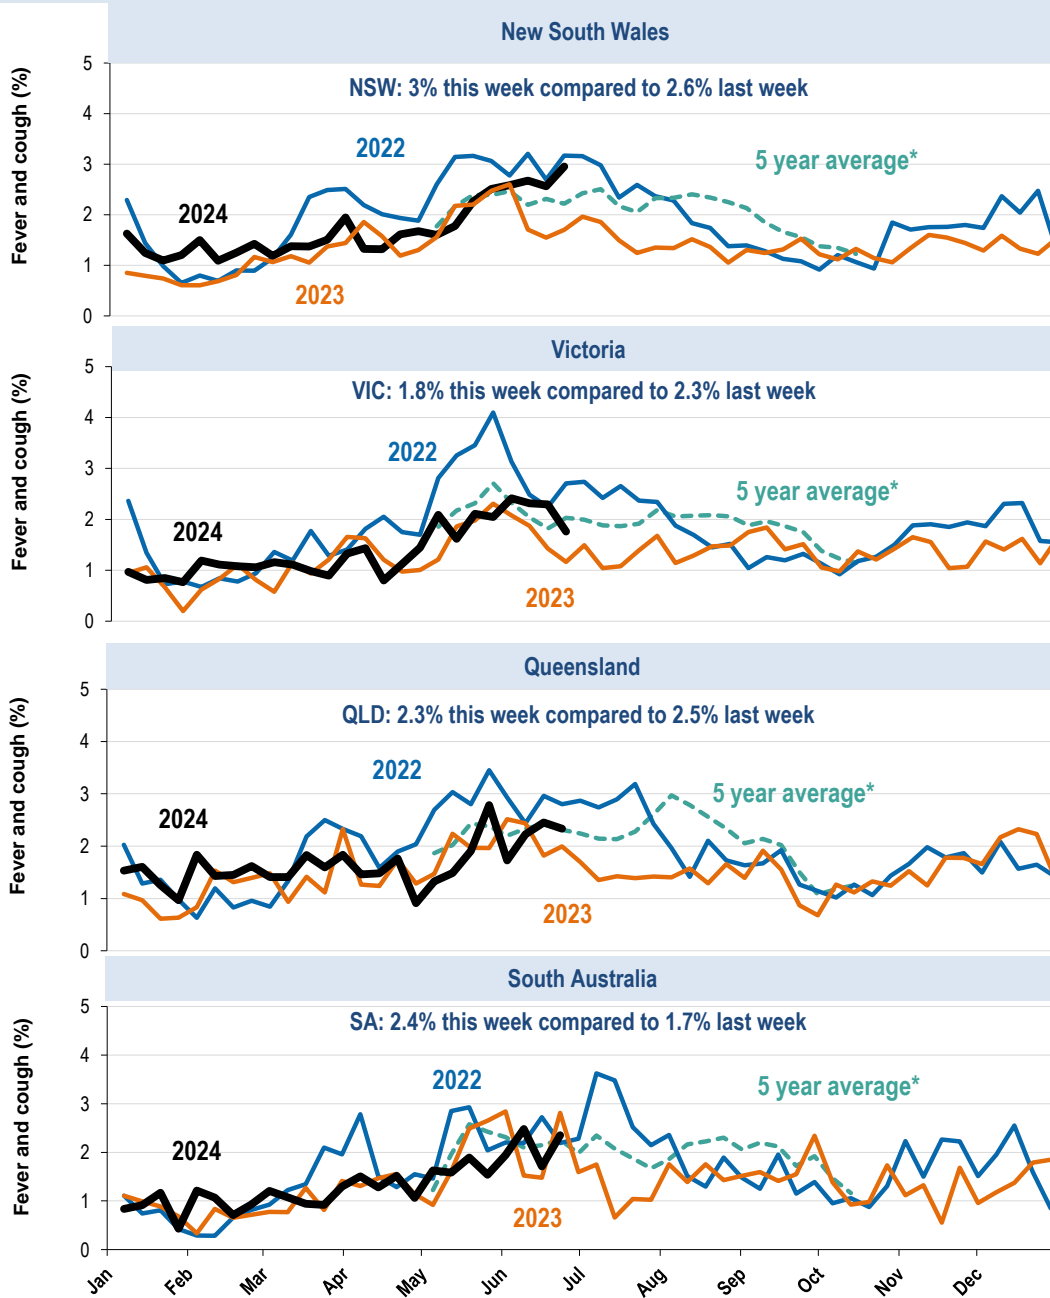 New South Wales
Fever and cough (%)
5
4
3
2
1
0
NSW: 3% this week compared to 2.6% last week
2022
5 year average*
2024
2023
Victoria
Fever and cough (%)
5
4
3
2
1
0
VIC: 1.8% this week compared to 2.3% last week
2022
5 year average*
2024
2023
Queensland
Fever and cough (%)
5
4
3
2
1
0
QLD: 2.3% this week compared to 2.5% last week
2022
5 year average*
2024
2023
South Australia
Fever and cough (%)
5
4
3
2
1
0
SA: 2.4% this week compared to 1.7% last week
2022
5 year average*
2024
2023
Jan Feb Mar Apr May Jun Jul Aug Sep Oct Nov Dec